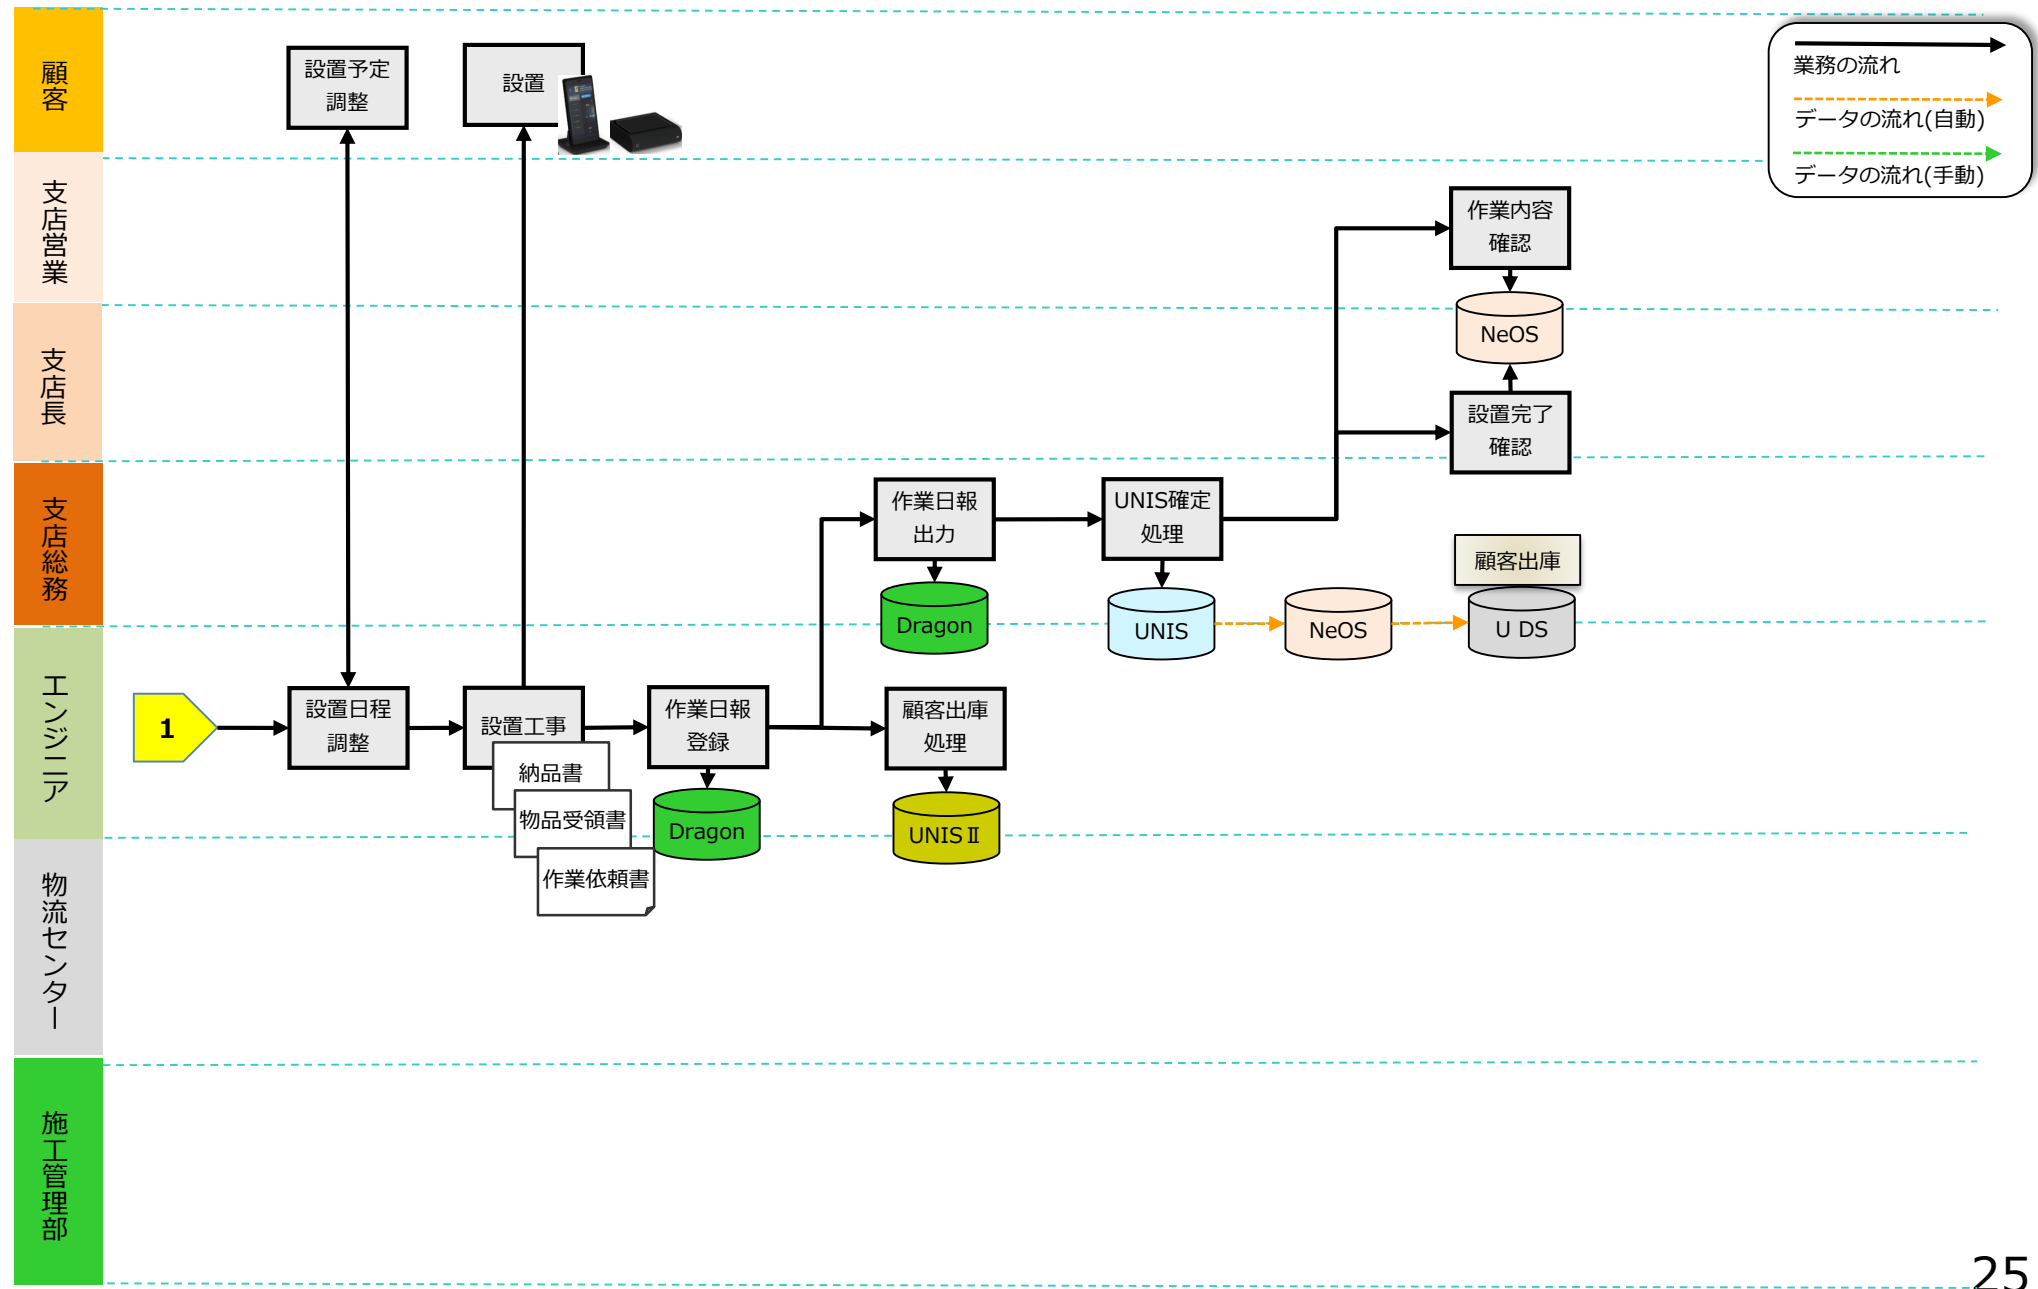 顧客
設置予定
調整
設置
業務の流れ
データの流れ(自動)
データの流れ(手動)
支店営業
作業内容
確認
NeOS
支店長
設置完了
確認
支店総務
作業日報
出力
UNIS確定
処理
顧客出庫
Dragon
UNIS
NeOS
U DS
エンジニア
1
設置日程
調整
設置工事
作業日報
登録
顧客出庫
処理
納品書
物品受領書
作業依頼書
Dragon
UNISⅡ
物流センター
施工管理部
25